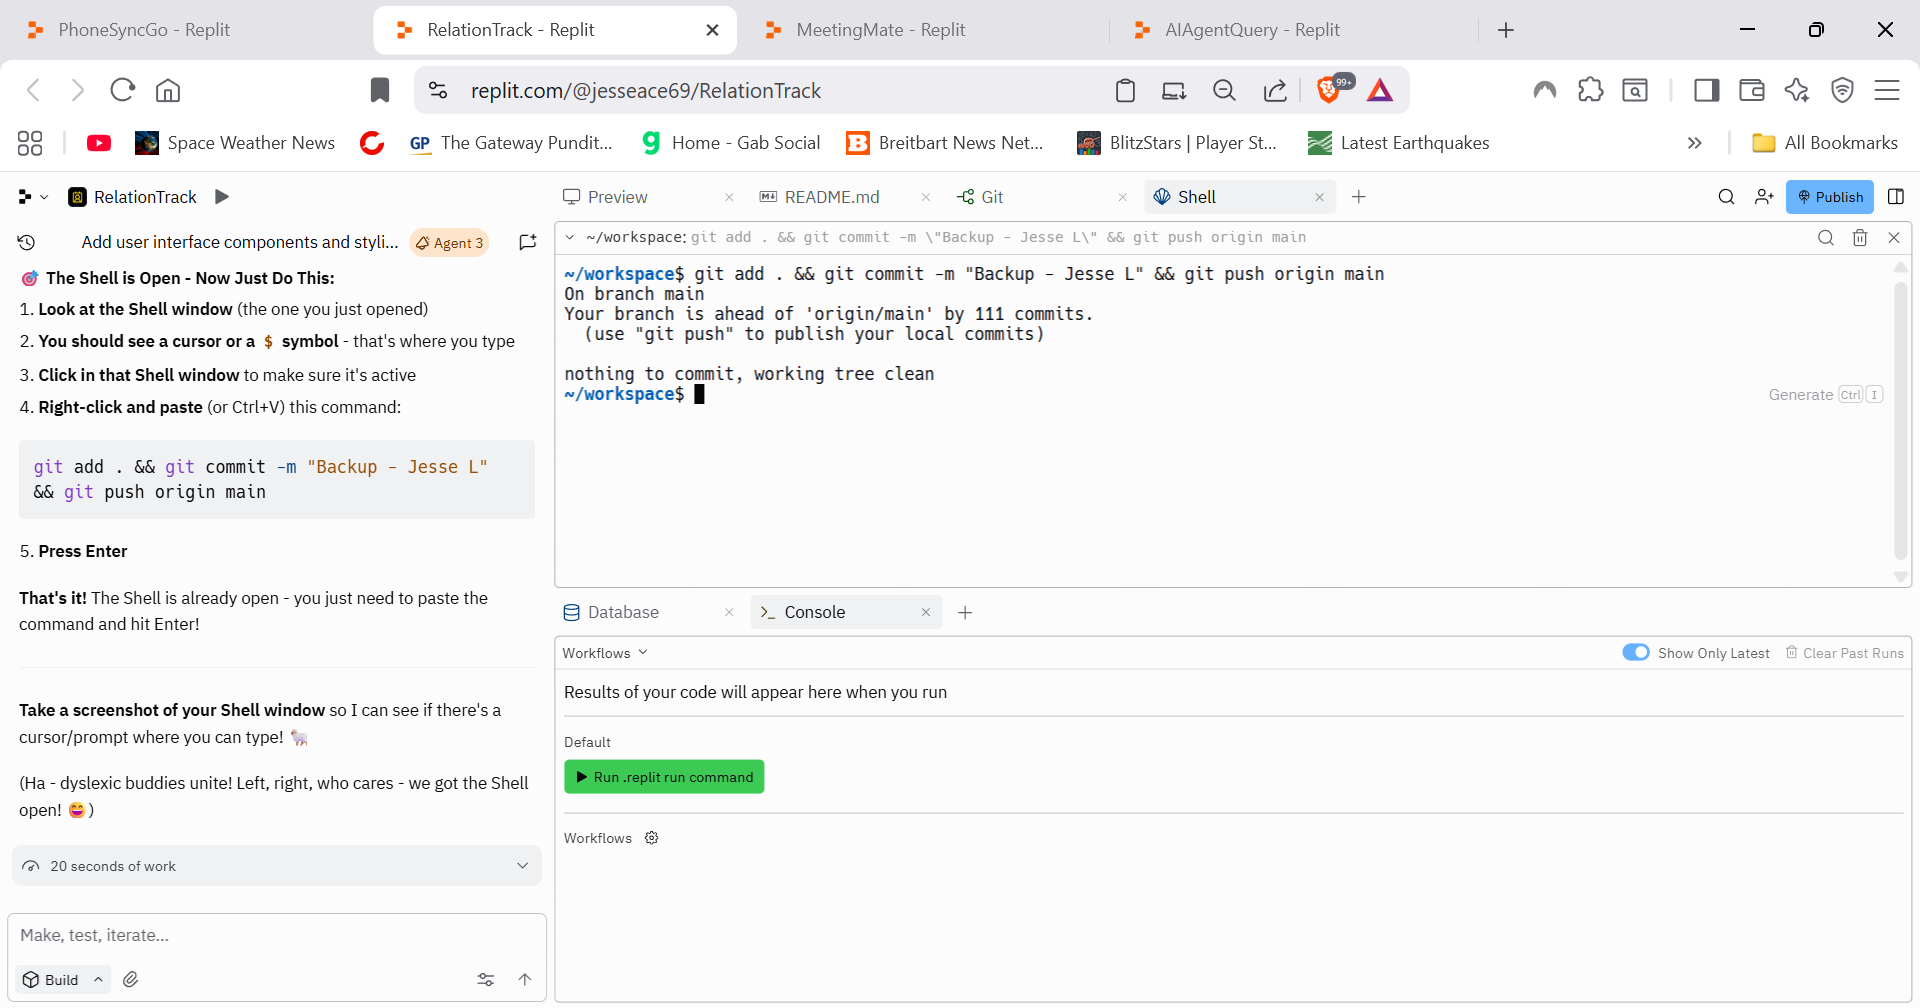 PhoneSyncGo - Replit
RelationTrack - Replit
MeetingMate - Replit
AIAgentQuery - Replit
replit.com/@jesseace69/RelationTrack
99+
Space Weather News
GP The Gateway Pundit...
Home - Gab Social
Breitbart News Net...
BlitzStars | Player St...
Latest Earthquakes
All Bookmarks
RelationTrack
Preview
README.md
Git
Shell
Publish
Add user interface components and styli...
Agent 3
🎯 The Shell is Open - Now Just Do This:
1. Look at the Shell window (the one you just opened)
2. You should see a cursor or a $ symbol - that's where you type
3. Click in that Shell window to make sure it's active
4. Right-click and paste (or Ctrl+V) this command:
git add . && git commit -m "Backup - Jesse L"
&& git push origin main
5. Press Enter
That's it! The Shell is already open - you just need to paste the
command and hit Enter!
Take a screenshot of your Shell window so I can see if there's a
cursor/prompt where you can type! 🐑
(Ha - dyslexic buddies unite! Left, right, who cares - we got the Shell
open! 😄)
20 seconds of work
Make, test, iterate...
Build
~/workspace: git add . && git commit -m \"Backup - Jesse L\" && git push origin main
~/workspace$ git add . && git commit -m "Backup - Jesse L" && git push origin main
On branch main
Your branch is ahead of 'origin/main' by 111 commits.
(use "git push" to publish your local commits)
nothing to commit, working tree clean
~/workspace$
Generate Ctrl I
Database
Console
Workflows
Show Only Latest
Clear Past Runs
Results of your code will appear here when you run
Default
Run .replit run command
Workflows